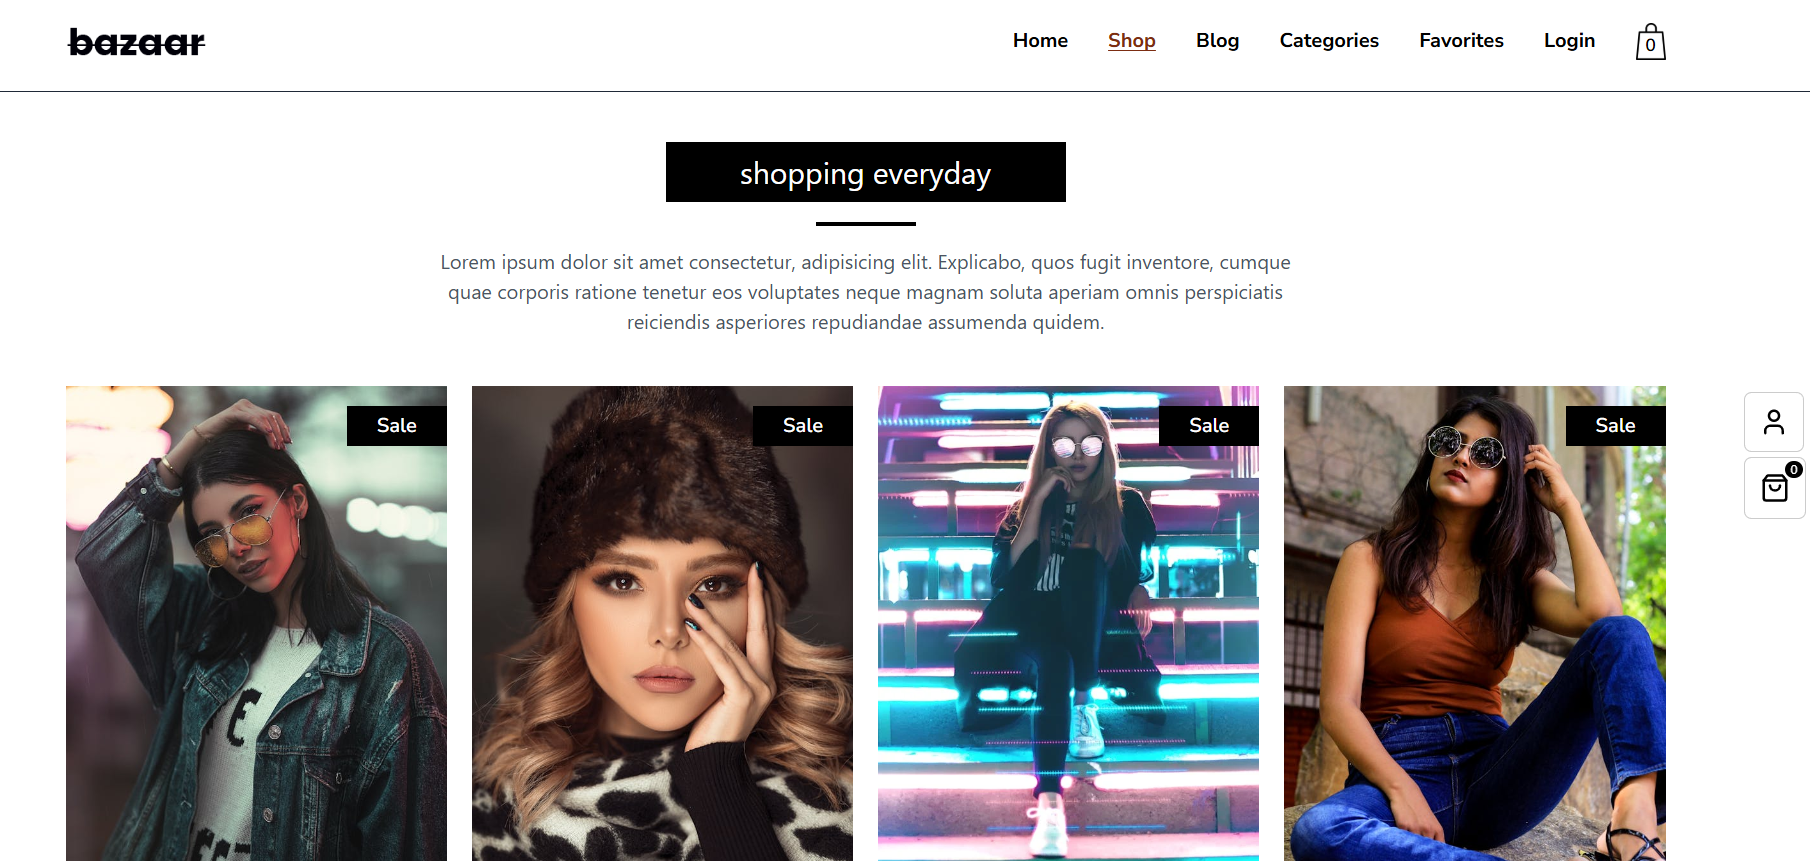 bazaar
Home Shop Blog Categories Favorites Login 0
shopping everyday
Lorem ipsum dolor sit amet consectetur, adipisicing elit. Explicabo, quos fugit inventore, cumque
quae corporis ratione tenetur eos voluptates neque magnam soluta aperiam omnis perspiciatis
reiciendis asperiores repudiandae assumenda quidem.
Sale Sale Sale Sale
0